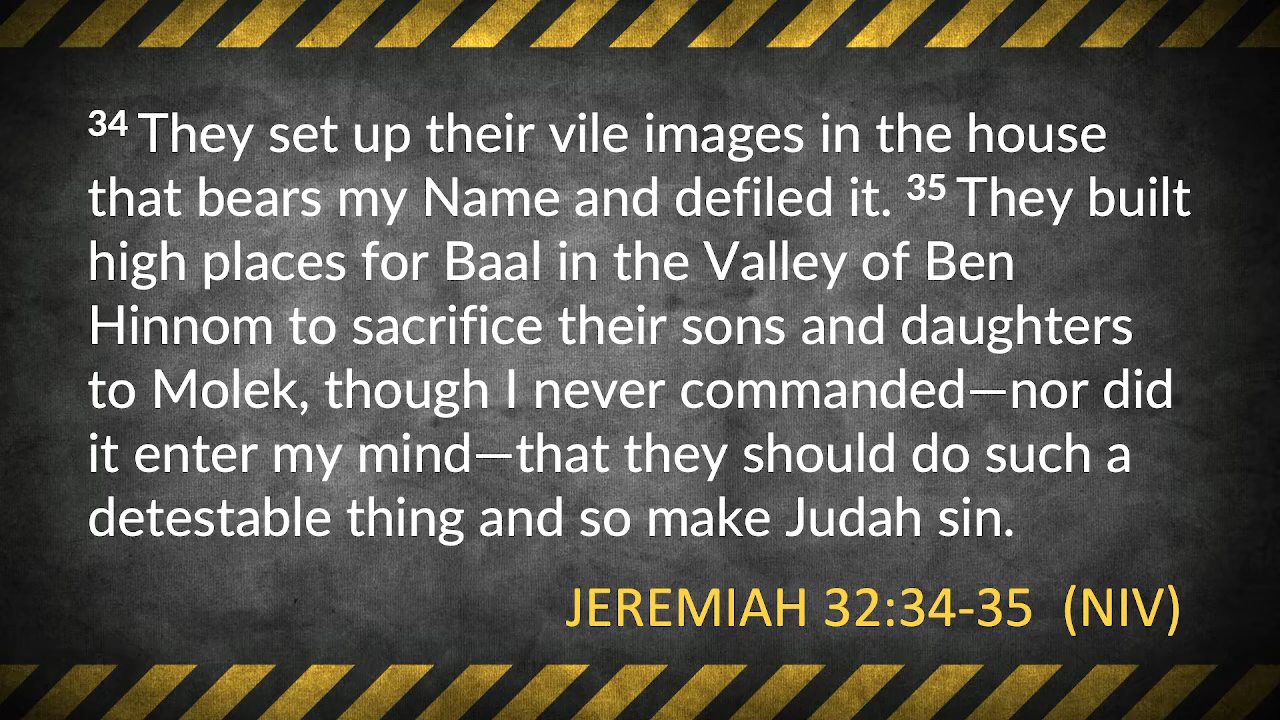 34 They set up their vile images in the house
that bears my Name and defiled it. 35 They built
high places for Baal in the Valley of Ben
Hinnom to sacrifice their sons and daughters
to Molek, though I never commanded—nor did
it enter my mind—that they should do such a
detestable thing and so make Judah sin.
JEREMIAH 32:34-35 (NIV)